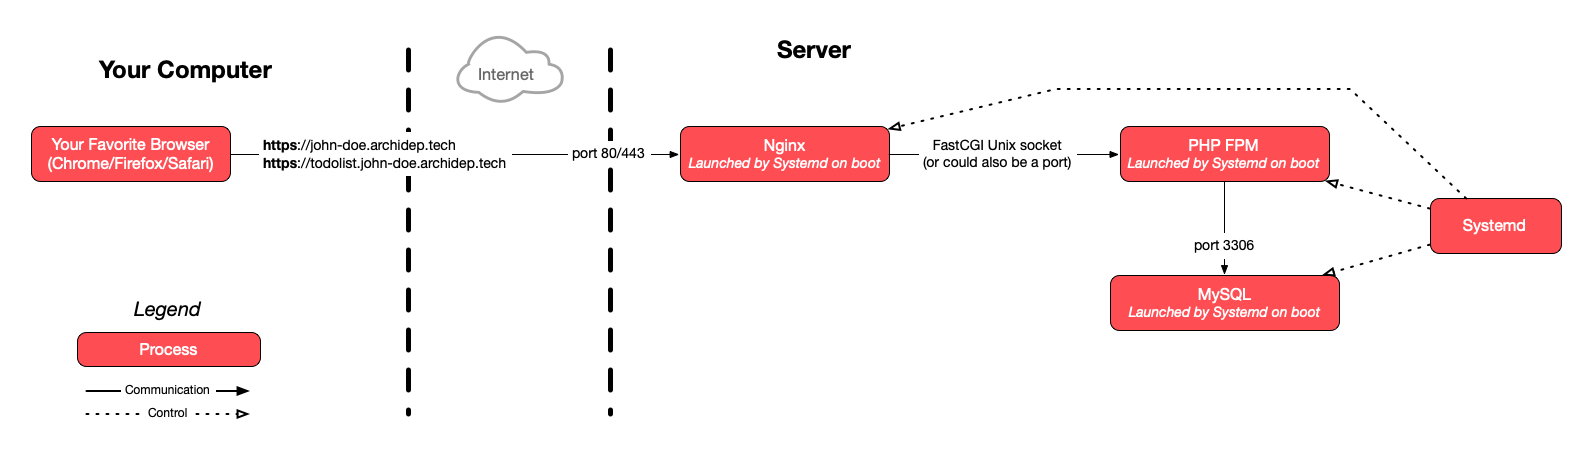 Your Computer
Internet
Server
Your Favorite Browser
(Chrome/Firefox/Safari)
https://john-doe.archidep.tech
https://todolist.john-doe.archidep.tech
port 80/443
Nginx
Launched by Systemd on boot
FastCGI Unix socket
(or could also be a port)
PHP FPM
Launched by Systemd on boot
Systemd
port 3306
MySQL
Launched by Systemd on boot
Legend
Process
Communication
Control